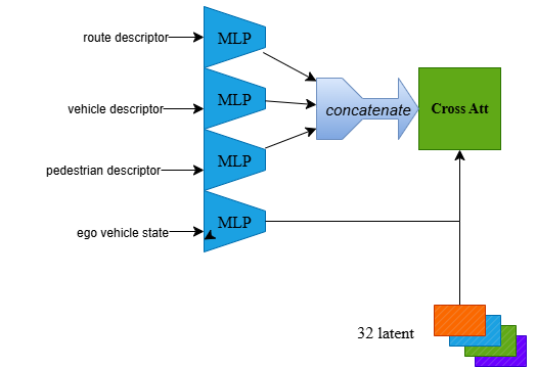 route descriptor
MLP
vehicle descriptor
MLP
concatenate
Cross Att
pedestrian descriptor
MLP
ego vehicle state
MLP
32 latent